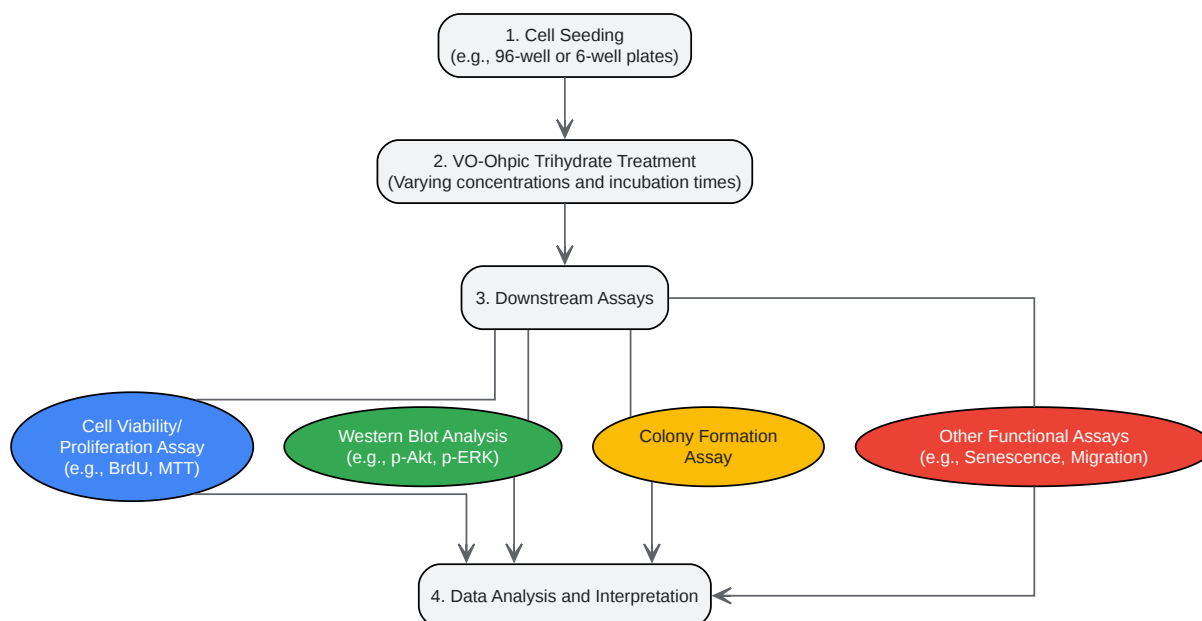 1. Cell Seeding
(e.g., 96-well or 6-well plates)
2. VO-Ohpic Trihydrate Treatment
(Varying concentrations and incubation times)
3. Downstream Assays
Cell Viability/
Proliferation Assay
(e.g., BrdU, MTT)
Western Blot Analysis
(e.g., p-Akt, p-ERK)
Colony Formation
Assay
Other Functional Assays
(e.g., Senescence, Migration)
4. Data Analysis and Interpretation